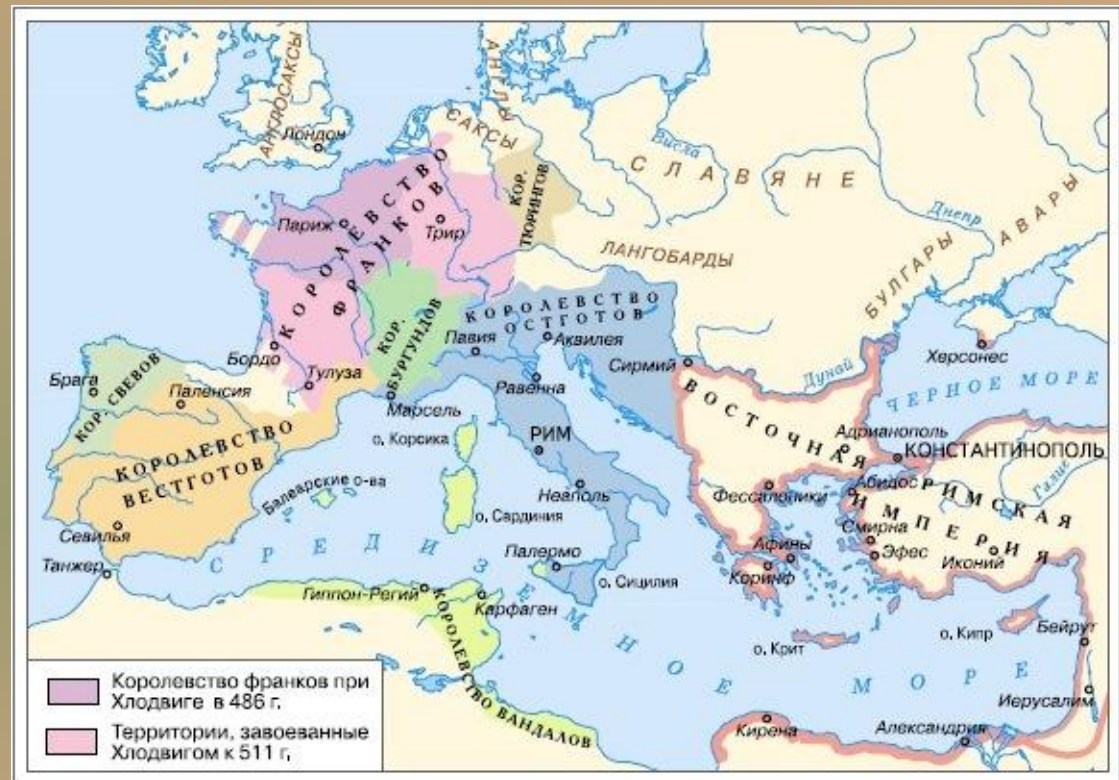 АНГЛОСАКСЫ
Лондон
АНГЛЫ
САКСЫ
Висла
СЛАВЯНЕ
Днепр
АВАРЫ
БУЛГАРЫ
ЛАНГОБАРДЫ
КОР.
ТЮРИНГОВ
КОРОЛЕВСТВО
ФРАНКОВ
Париж
Трир
КОРОЛЕВСТВО
ОСТГОТОВ
КОР.
БУРГУНДОВ
Павия
Аквилея
Сирмий
Дунай
Херсонес
ЧЕРНОЕ МОРЕ
Бордо
Тулуза
Равенна
Марсель
Брага
КОР. СВЕВОВ
Паленсия
КОРОЛЕВСТВО
ВЕСТГОТОВ
о. Корсика
РИМ
ВОСТОЧНАЯ
РИМСКАЯ
ИМПЕРИЯ
Адрианополь
КОНСТАНТИНОПОЛЬ
Галис
Абидос
Фессалоники
Неаполь
Балеарские о-ва
о. Сардиния
Смирна
Эфес
Иконий
Севилья
Танжер
СРЕДИЗЕМНОЕ МОРЕ
Палермо
о. Сицилия
Афины
Коринф
Гиппон-Регий
Карфаген
КОРОЛЕВСТВО ВАНДАЛОВ
о. Крит
о. Кипр
Бейрут
Иерусалим
Кирена
Александрия
Королевство франков при
Хлодвиге в 486 г.
Территории, завоеванные
Хлодвигом к 511 г,